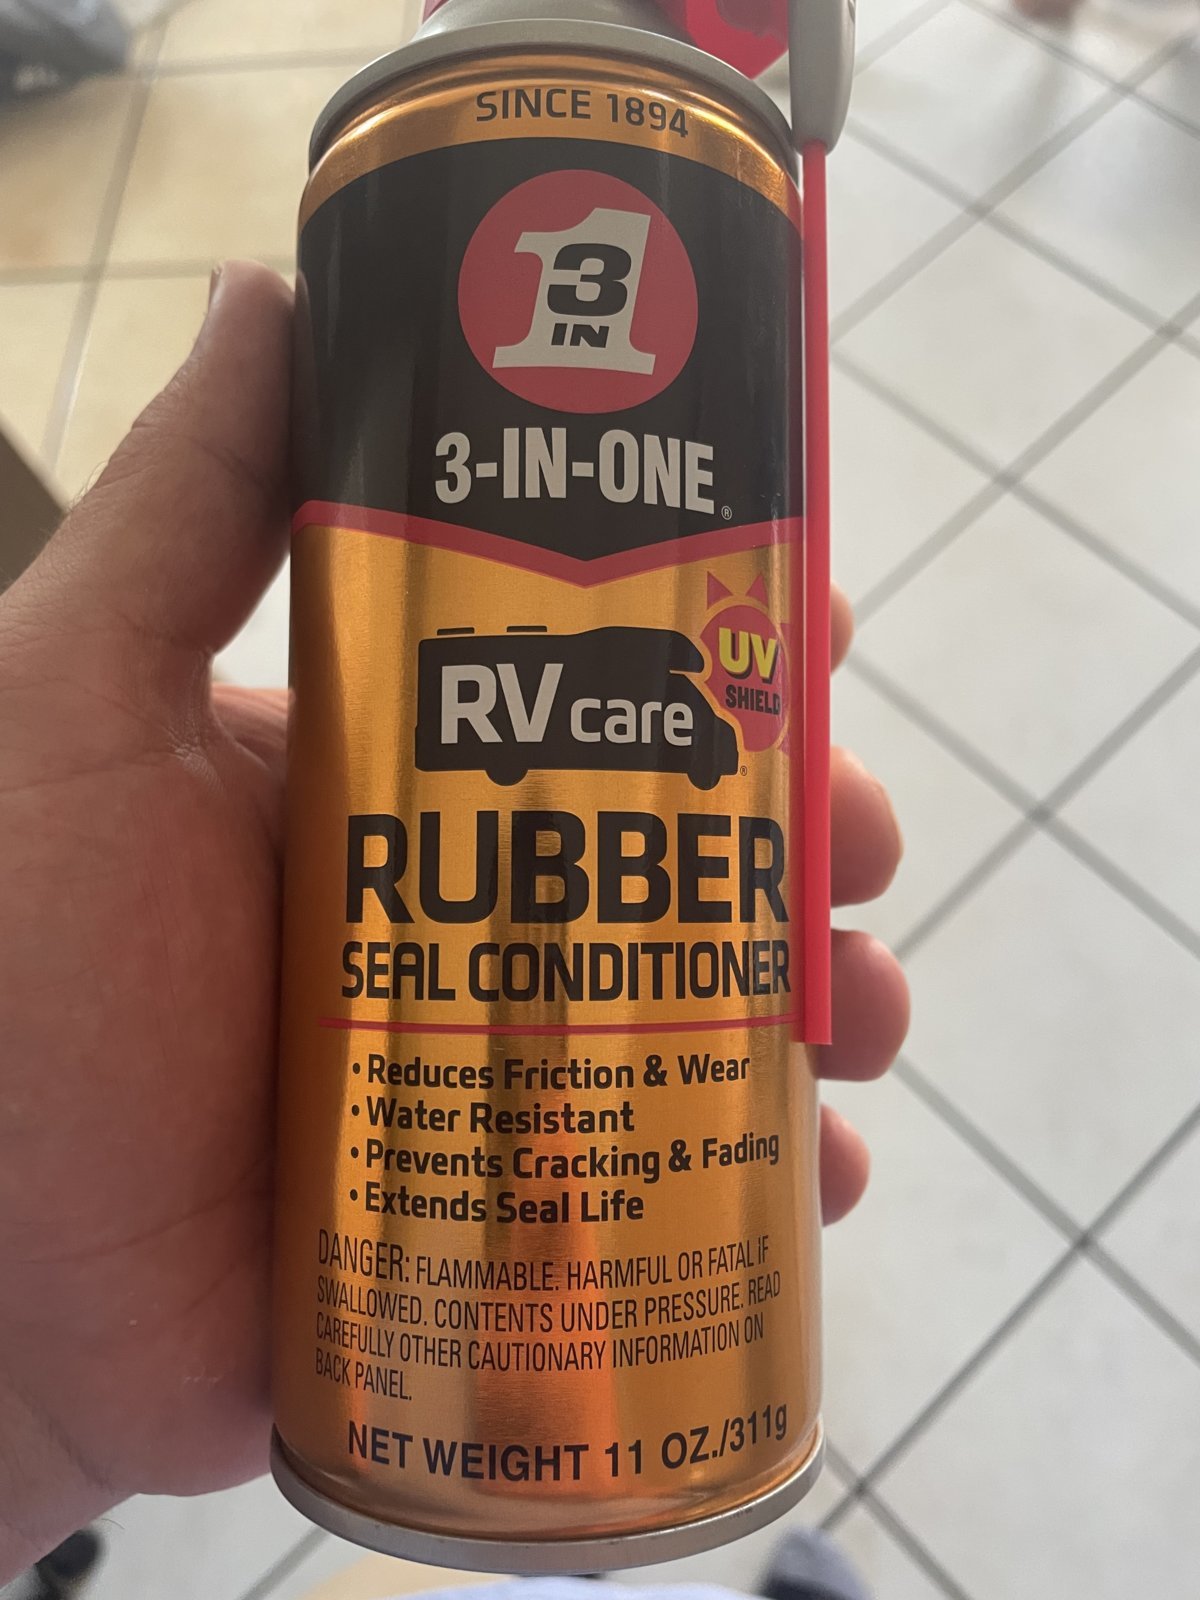 SINCE 1894
3
IN
1
3-IN-ONE®
UV
SHIELD
RV care®
RUBBER
SEAL CONDITIONER
• Reduces Friction & Wear
• Water Resistant
• Prevents Cracking & Fading
• Extends Seal Life
DANGER: FLAMMABLE. HARMFUL OR FATAL IF
SWALLOWED. CONTENTS UNDER PRESSURE. READ
CAREFULLY OTHER CAUTIONARY INFORMATION ON
BACK PANEL.
NET WEIGHT 11 OZ./311g